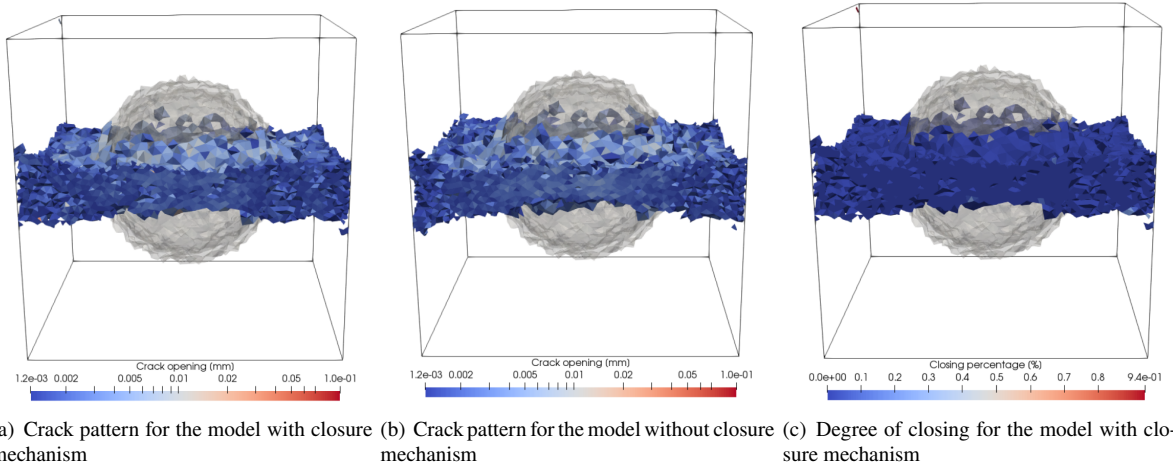 Crack opening (mm)
1.2e-03 0.002 0.005 0.01 0.02 0.05 1.0e-01
Crack opening (mm)
1.2e-03 0.002 0.005 0.01 0.02 0.05 1.0e-01
Closing percentage (%)
0.0e+00 0.1 0.2 0.3 0.4 0.5 0.6 0.7 0.8 9.4e-01
a) Crack pattern for the model with closure
mechanism
(b) Crack pattern for the model without closure
mechanism
(c) Degree of closing for the model with clo-
sure mechanism